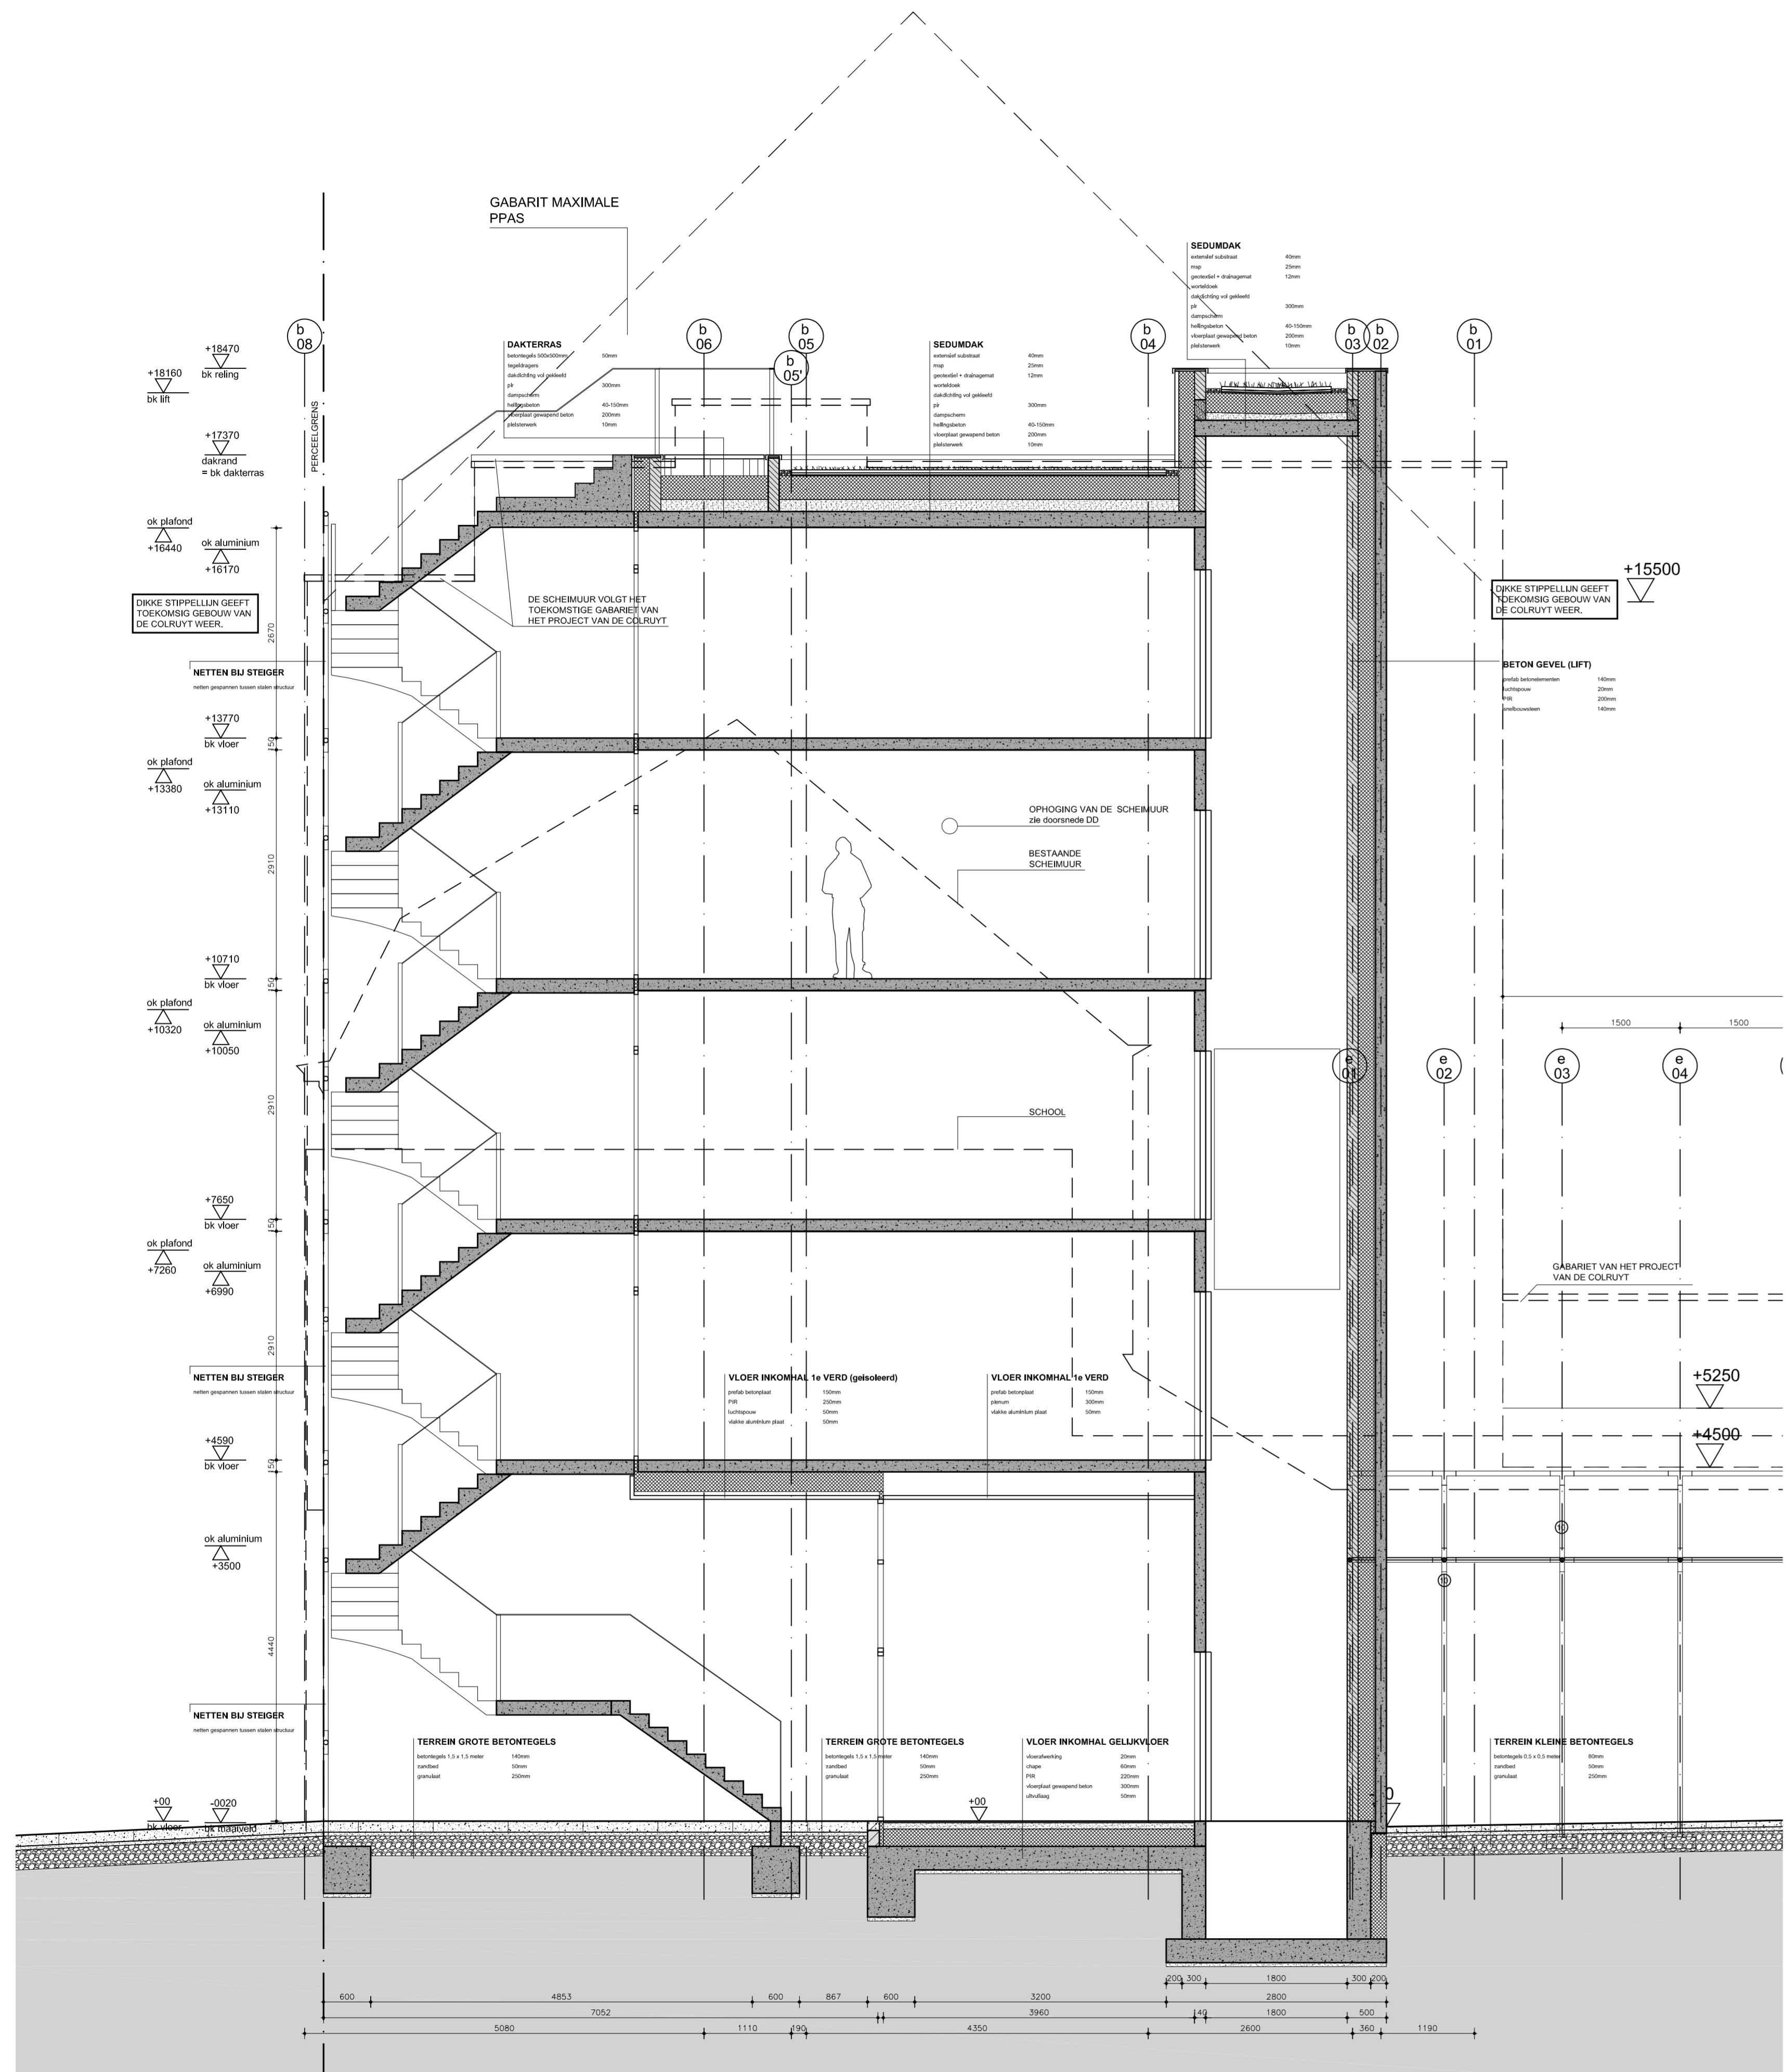 GABARIT MAXIMALE
PPAS
SEDUMDAK
extensief substraat 40mm
msp 25mm
geotextiel + drainagemat 12mm
worteldoek
dakdichting vol gekleefd
pir 300mm
dampscherm
hellingsbeton 40-150mm
vloerplaat gewapend beton 200mm
pleisterwerk 10mm
b
08
b
06
b
05
b
05'
b
04
b
03
b
02
b
01
DAKTERRAS
betontegels 500x500mm 50mm
tegeldragers
dakdichting vol gekleefd
pir 300mm
dampscherm
hellingsbeton 40-150mm
vloerplaat gewapend beton 200mm
pleisterwerk 10mm
SEDUMDAK
extensief substraat 40mm
msp 25mm
geotextiel + drainagemat 12mm
worteldoek
dakdichting vol gekleefd
pir 300mm
dampscherm
hellingsbeton 40-150mm
vloerplaat gewapend beton 200mm
pleisterwerk 10mm
+18470
bk reling
+18160
bk lift
PERCEELGRENS
+17370
dakrand
= bk dakterras
ok plafond
+16440
ok aluminium
+16170
+15500
DIKKE STIPPELLIJN GEEFT
TOEKOMSIG GEBOUW VAN
DE COLRUYT WEER.
DE SCHEIMUUR VOLGT HET
TOEKOMSTIGE GABARIET VAN
HET PROJECT VAN DE COLRUYT
DIKKE STIPPELLIJN GEEFT
TOEKOMSIG GEBOUW VAN
DE COLRUYT WEER.
2670
NETTEN BIJ STEIGER
netten gespannen tussen stalen structuur
BETON GEVEL (LIFT)
prefab betonelementen 140mm
luchtspouw 20mm
PIR 200mm
snelbouwsteen 140mm
+13770
bk vloer
150
ok plafond
+13380
ok aluminium
+13110
OPHOGING VAN DE SCHEIMUUR
zie doorsnede DD
BESTAANDE
SCHEIMUUR
2910
+10710
bk vloer
150
ok plafond
+10320
ok aluminium
+10050
1500
1500
e
01
e
02
e
03
e
04
2910
SCHOOL
+7650
bk vloer
150
ok plafond
+7260
ok aluminium
+6990
GABARIET VAN HET PROJECT
VAN DE COLRUYT
2910
NETTEN BIJ STEIGER
netten gespannen tussen stalen structuur
VLOER INKOMHAL 1e VERD (geisoleerd)
prefab betonplaat 150mm
PIR 250mm
luchtspouw 50mm
vlakke aluminium plaat 50mm
VLOER INKOMHAL 1e VERD
prefab betonplaat 150mm
plenum 300mm
vlakke aluminium plaat 50mm
+5250
+4500
+4590
bk vloer
150
ok aluminium
+3500
10
10
4440
NETTEN BIJ STEIGER
netten gespannen tussen stalen structuur
TERREIN GROTE BETONTEGELS
betontegels 1,5 x 1,5 meter 140mm
zandbed 50mm
granulaat 250mm
TERREIN GROTE BETONTEGELS
betontegels 1,5 x 1,5 meter 140mm
zandbed 50mm
granulaat 250mm
VLOER INKOMHAL GELIJKVLOER
vloerafwerking 20mm
chape 60mm
PIR 220mm
vloerplaat gewapend beton 300mm
uitvullaag 50mm
TERREIN KLEINE BETONTEGELS
betontegels 0,5 x 0,5 meter 80mm
zandbed 50mm
granulaat 250mm
+00
bk vloer
-0020
bk maaiveld
+00
200 300 1800 300 200
600 4853 600 867 600 3200 2800
7052 3960 140 1800 500
5080 1110 190 4350 2600 360 1190